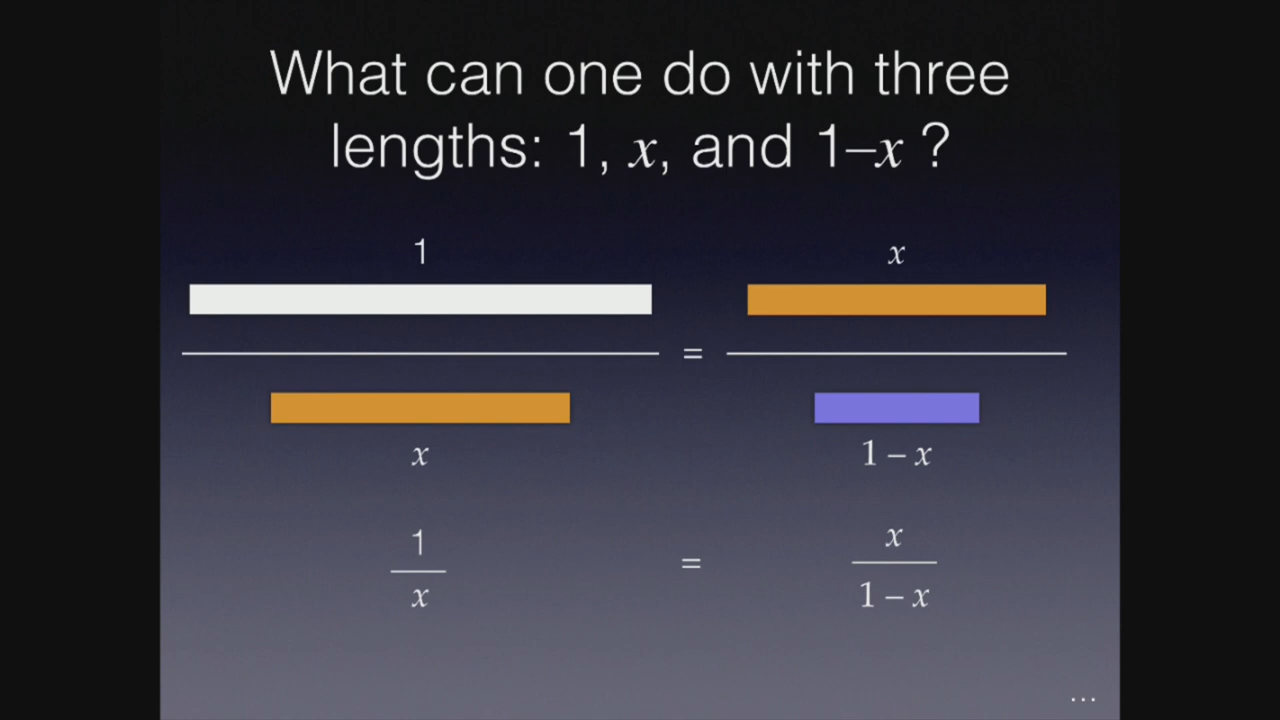 What can one do with three
lengths: 1, x, and 1–x ?
1
x
=
x
1 – x
1
x
=
x
1 – x
...